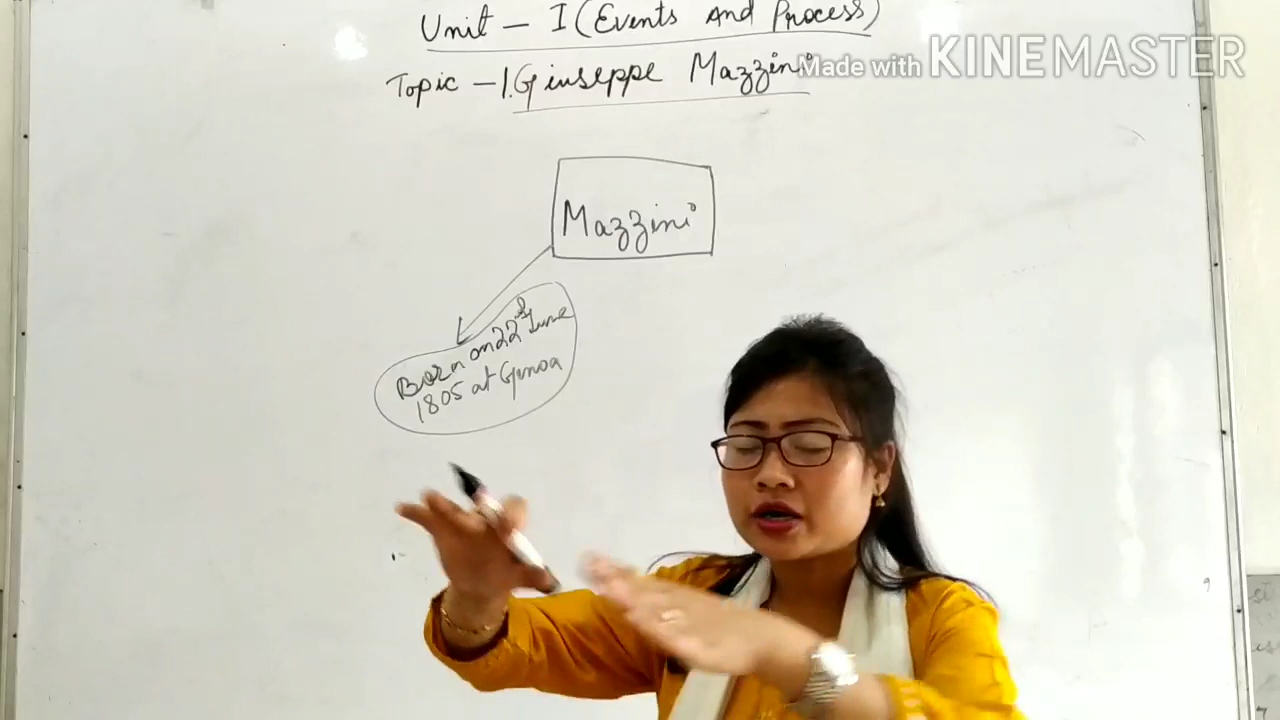 Unit - I (Events And Process)
Topic - 1. Giuseppe Mazzini
Made with KINEMASTER
Mazzini
Born on 22nd June
1805 at Genoa